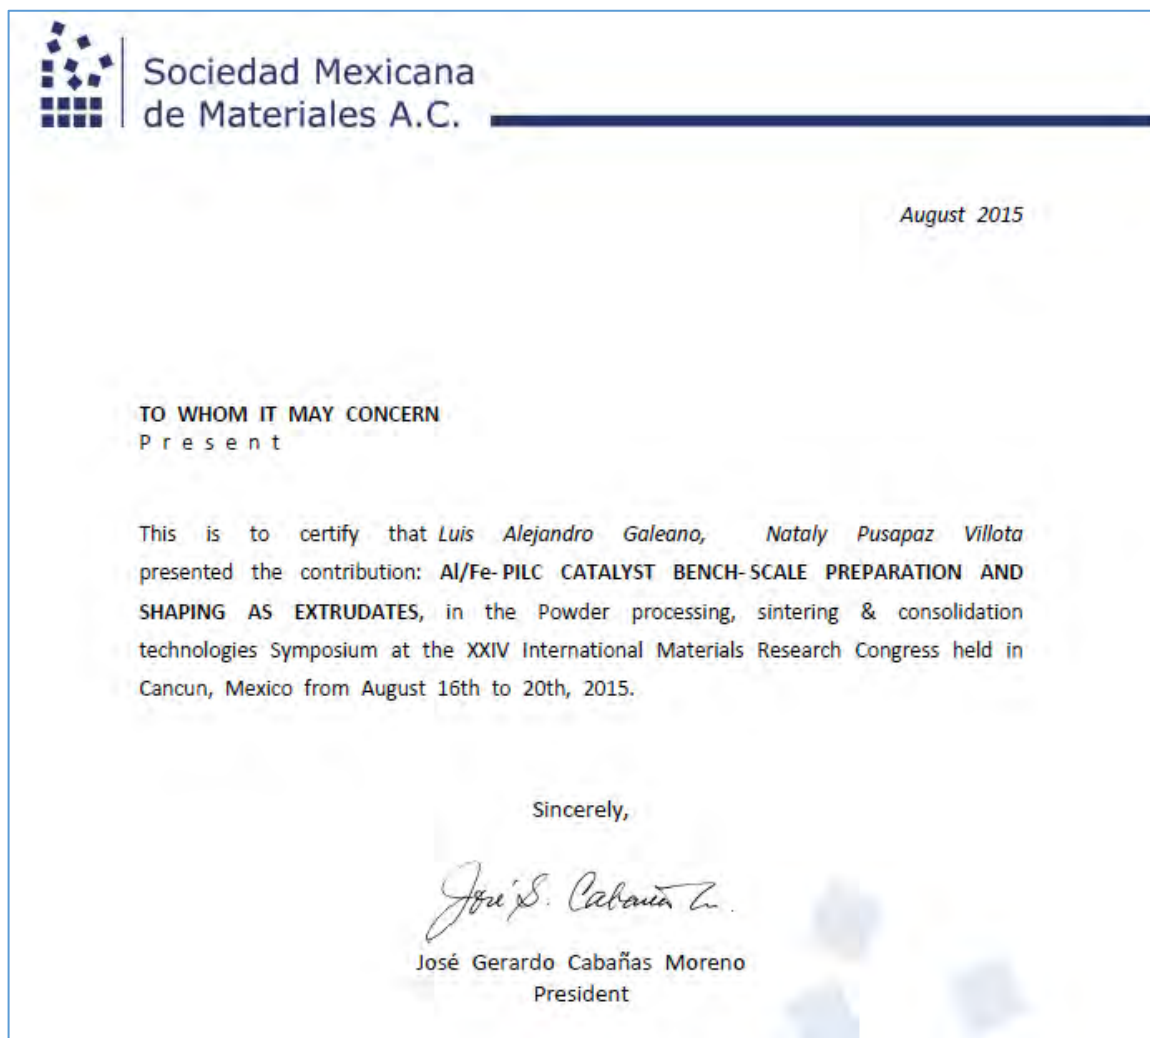 Sociedad Mexicana
de Materiales A.C.
August 2015
TO WHOM IT MAY CONCERN
P r e s e n t
This is to certify that Luis Alejandro Galeano, Nataly Pusapaz Villota
presented the contribution: Al/Fe-PILC CATALYST BENCH-SCALE PREPARATION AND
SHAPING AS EXTRUDATES, in the Powder processing, sintering & consolidation
technologies Symposium at the XXIV International Materials Research Congress held in
Cancun, Mexico from August 16th to 20th, 2015.
Sincerely,
José Gerardo Cabañas Moreno
President